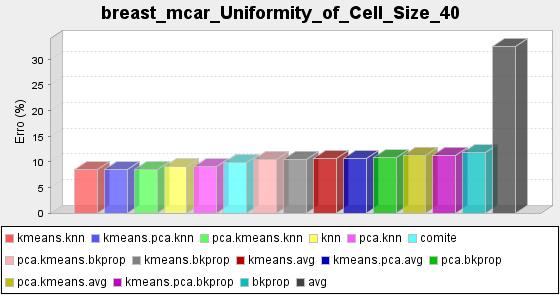 breast_mcar_Uniformity_of_Cell_Size_40
Erro (%)
30
25
20
15
10
5
0
kmeans.knn kmeans.pca.knn pca.kmeans.knn knn pca.knn comite
pca.kmeans.bkprop kmeans.bkprop kmeans.avg kmeans.pca.avg pca.bkprop
pca.kmeans.avg kmeans.pca.bkprop bkprop avg